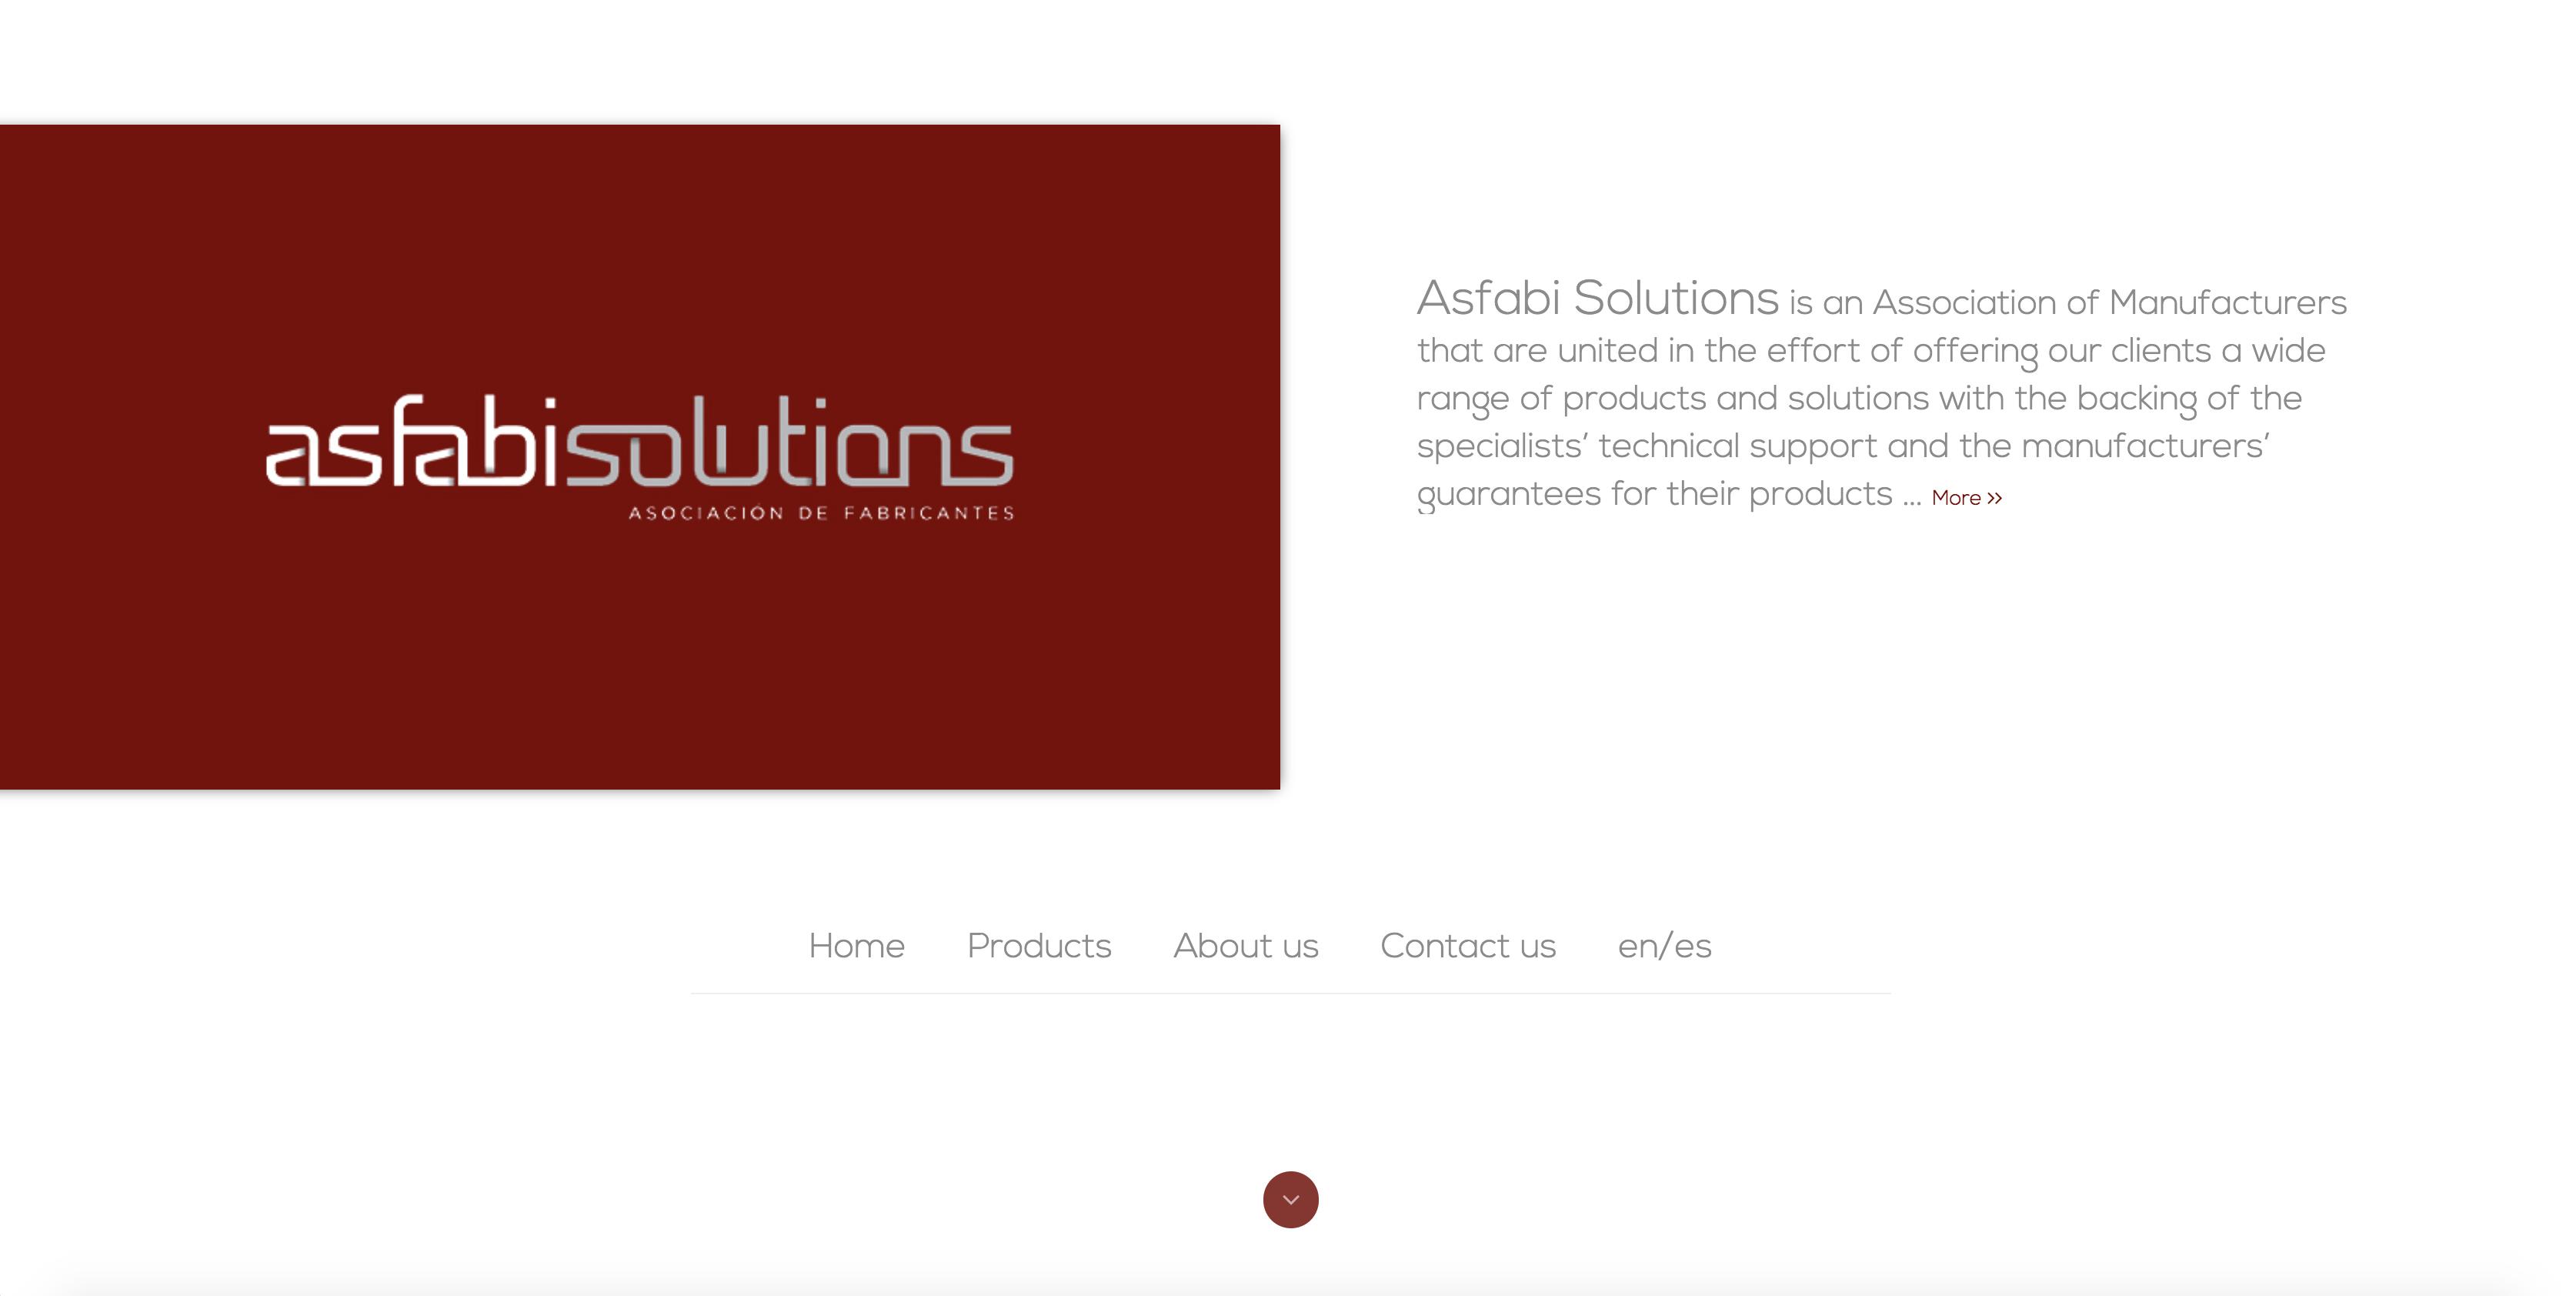 asfabisolutions
ASOCIACIÓN DE FABRICANTES
Asfabi Solutions is an Association of Manufacturers
that are united in the effort of offering our clients a wide
range of products and solutions with the backing of the
specialists’ technical support and the manufacturers’
guarantees for their products ... More >>
Home Products About us Contact us en/es